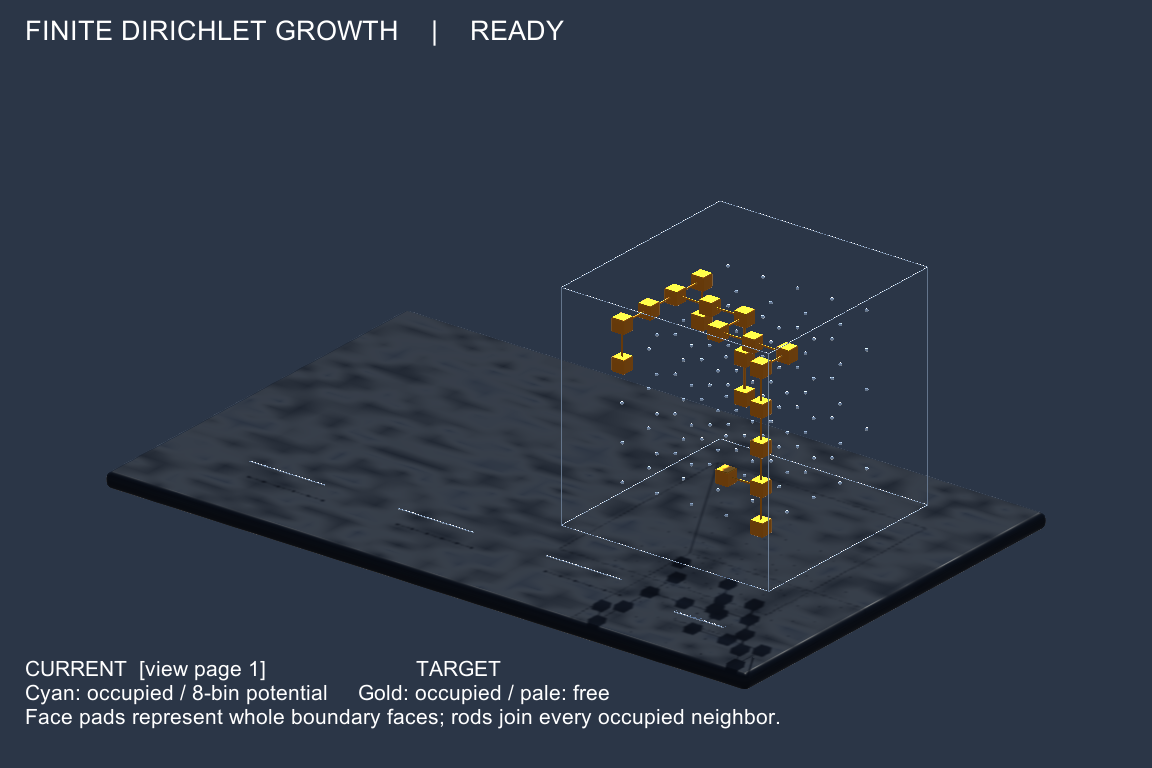 FINITE DIRICHLET GROWTH | READY
CURRENT [view page 1] TARGET
Cyan: occupied / 8-bin potential Gold: occupied / pale: free
Face pads represent whole boundary faces; rods join every occupied neighbor.